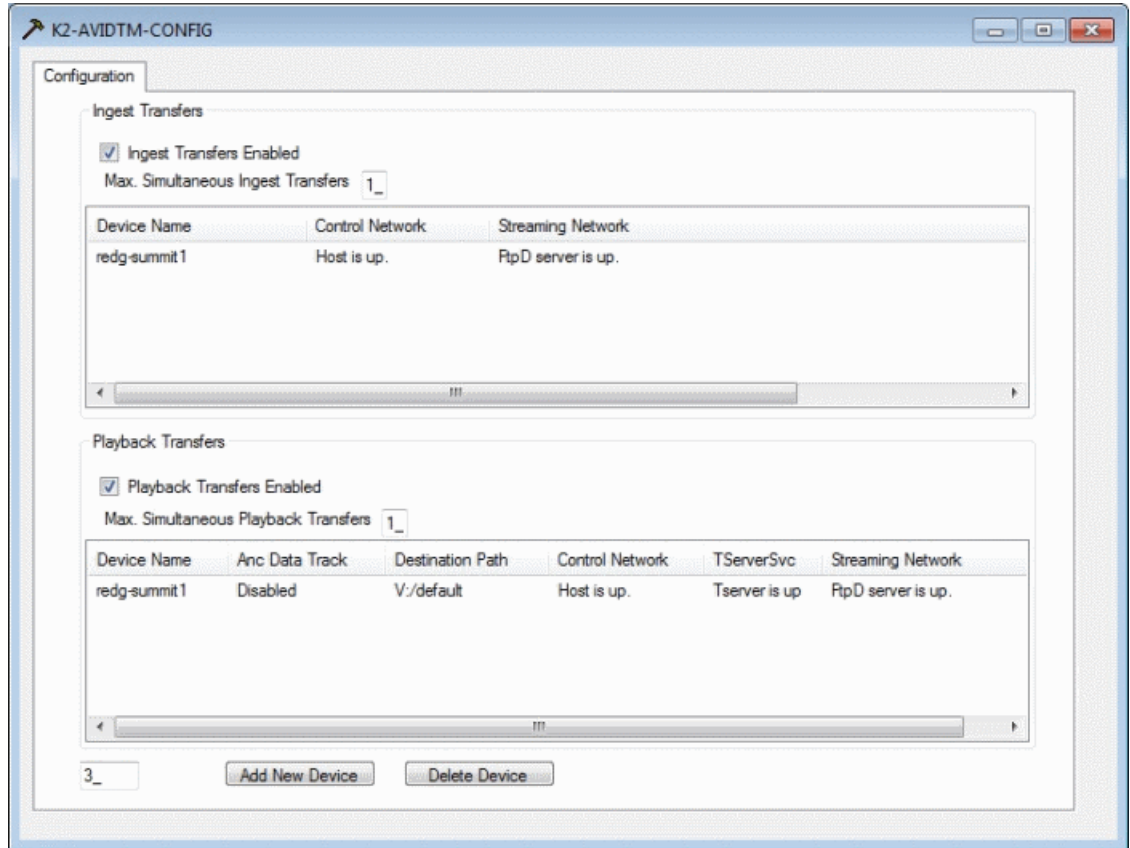 K2-AVIDTM-CONFIG
Configuration
Ingest Transfers
Ingest Transfers Enabled
Max. Simultaneous Ingest Transfers 1_
Device Name Control Network Streaming Network
redg-summit1 Host is up. FtpD server is up.
Playback Transfers
Playback Transfers Enabled
Max. Simultaneous Playback Transfers 1_
Device Name Anc Data Track Destination Path Control Network TServerSvc Streaming Network
redg-summit1 Disabled V:/default Host is up. Tserver is up FtpD server is up.
3_ Add New Device Delete Device